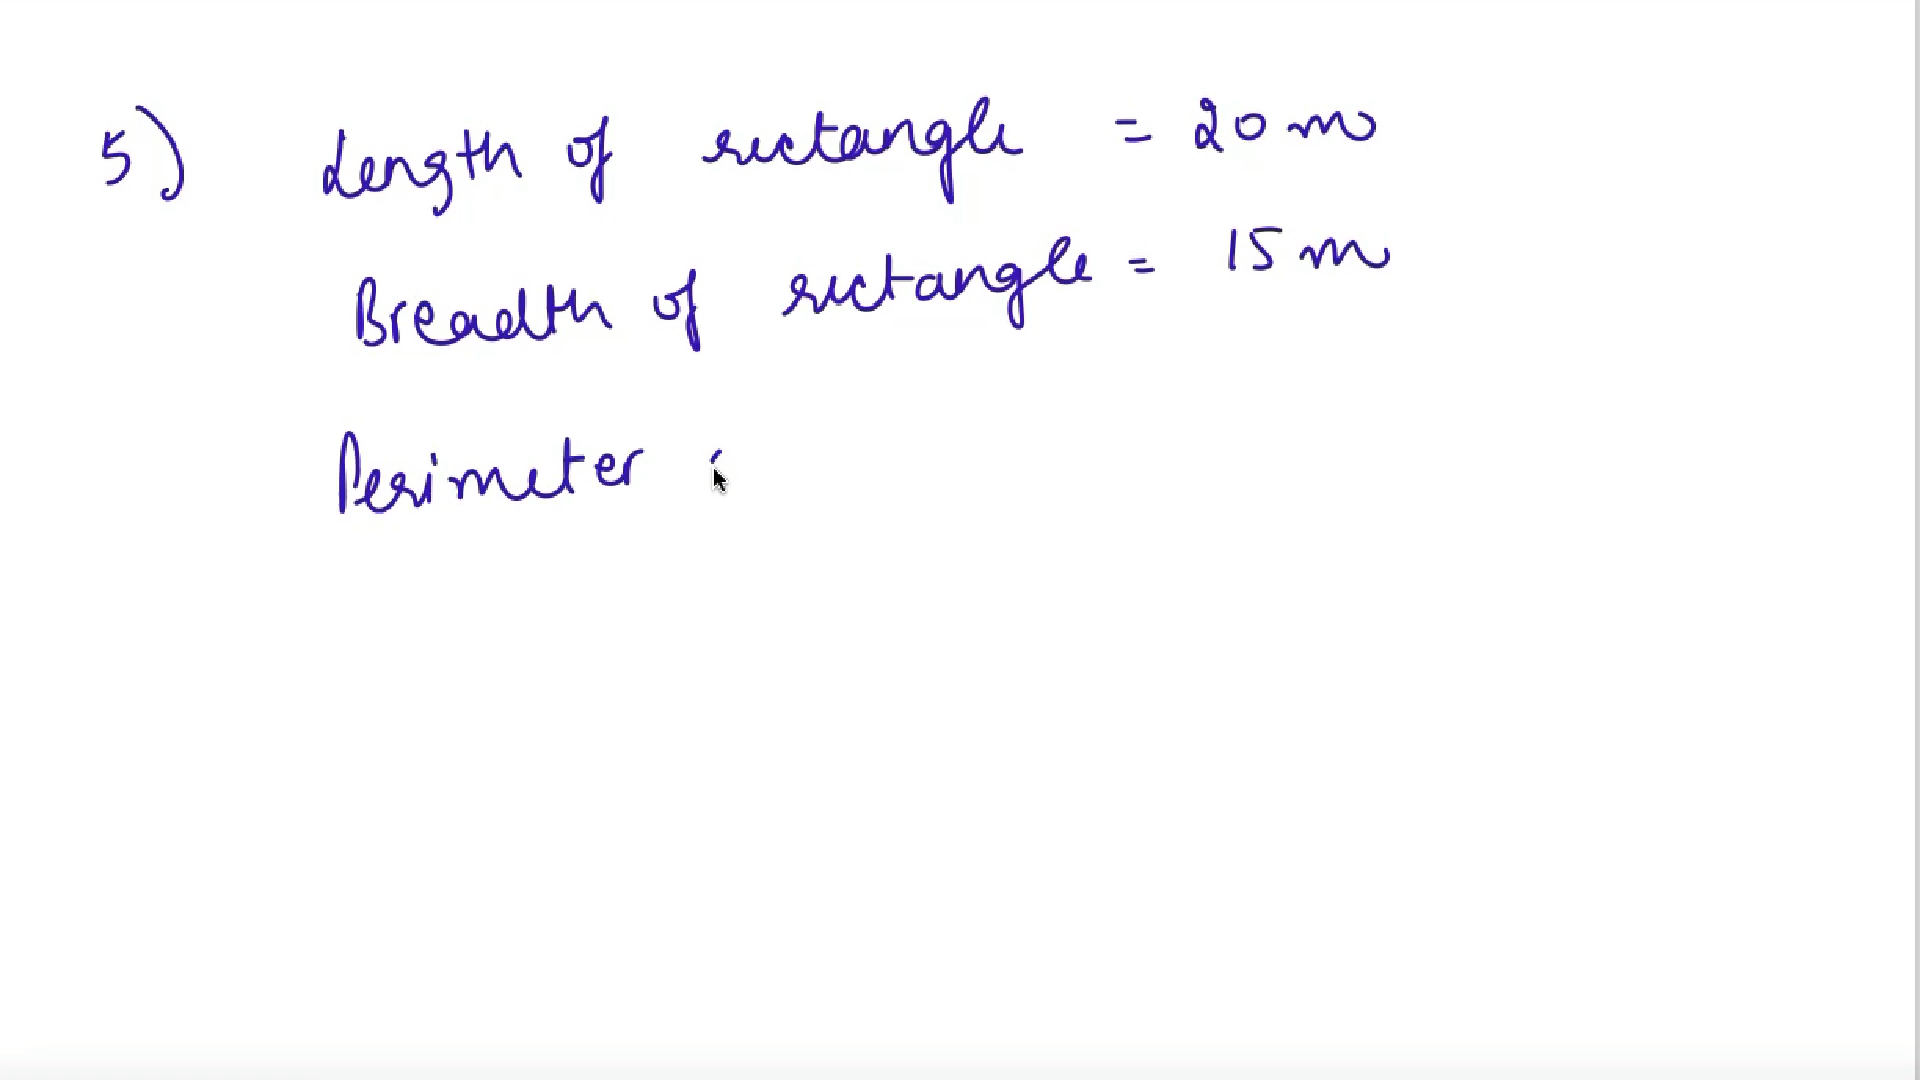 5) Length of rectangle = 20 m
Breadth of rectangle = 15 m
Perimeter